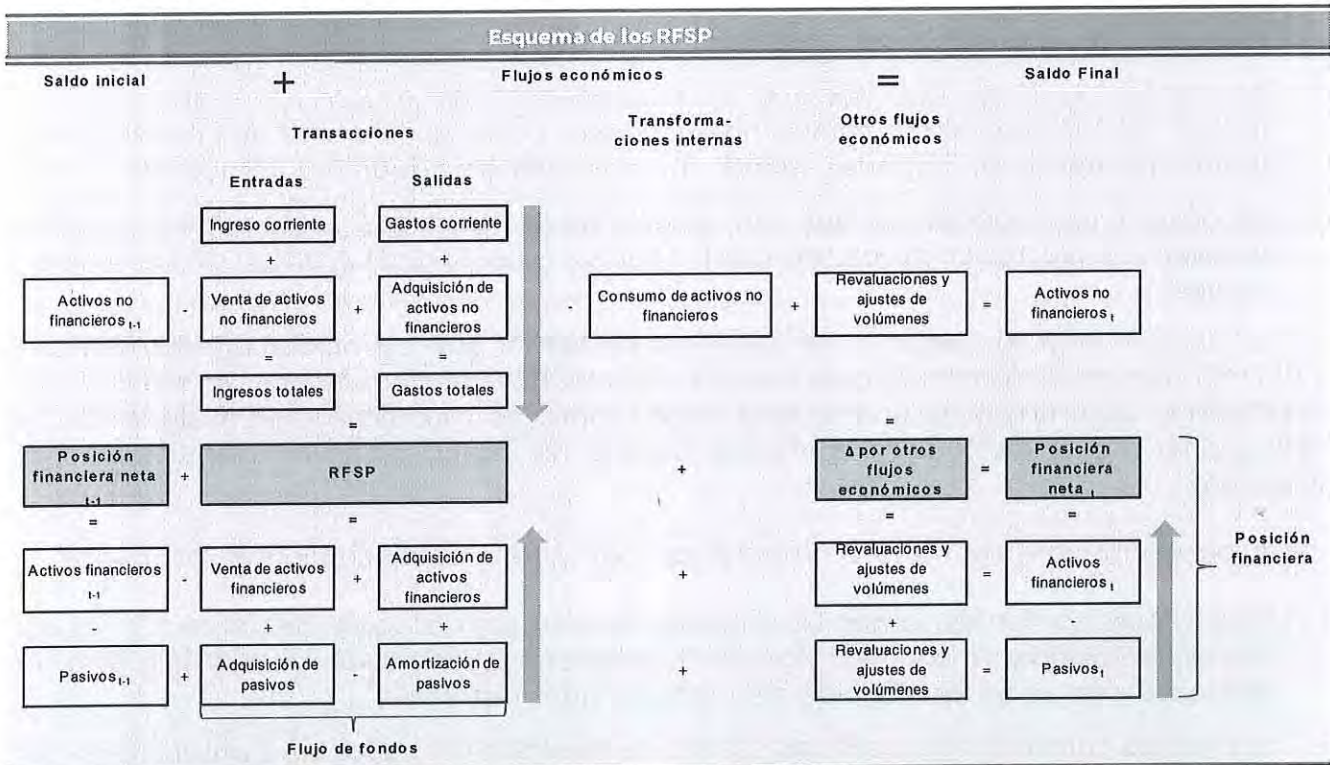 Esquema de los RFSP
Saldo inicial + Flujos económicos = Saldo Final
Transacciones
Transforma-
ciones internas
Otros flujos
económicos
Entradas Salidas
Ingreso corriente Gastos corriente
+ +
Activos no
financieros t-1
-
Venta de activos
no financieros
+
Adquisición de
activos no
financieros
-
Consumo de activos no
financieros
+
Revaluaciones y
ajustes de
volúmenes
=
Activos no
financieros t
= =
Ingresos totales Gastos totales
= =
Posición
financiera neta
t-1
+
RFSP
+
Δ por otros
flujos
económicos
=
Posición
financiera
neta t
= = = =
Activos financieros
t-1
-
Venta de activos
financieros
+
Adquisición de
activos
financieros
+
Revaluaciones y
ajustes de
volúmenes
=
Activos
financieros t
Posición
financiera
- + + + -
Pasivos t-1
+
Adquisición de
pasivos
-
Amortización de
pasivos
+
Revaluaciones y
ajustes de
volúmenes
=
Pasivos t
Flujo de fondos